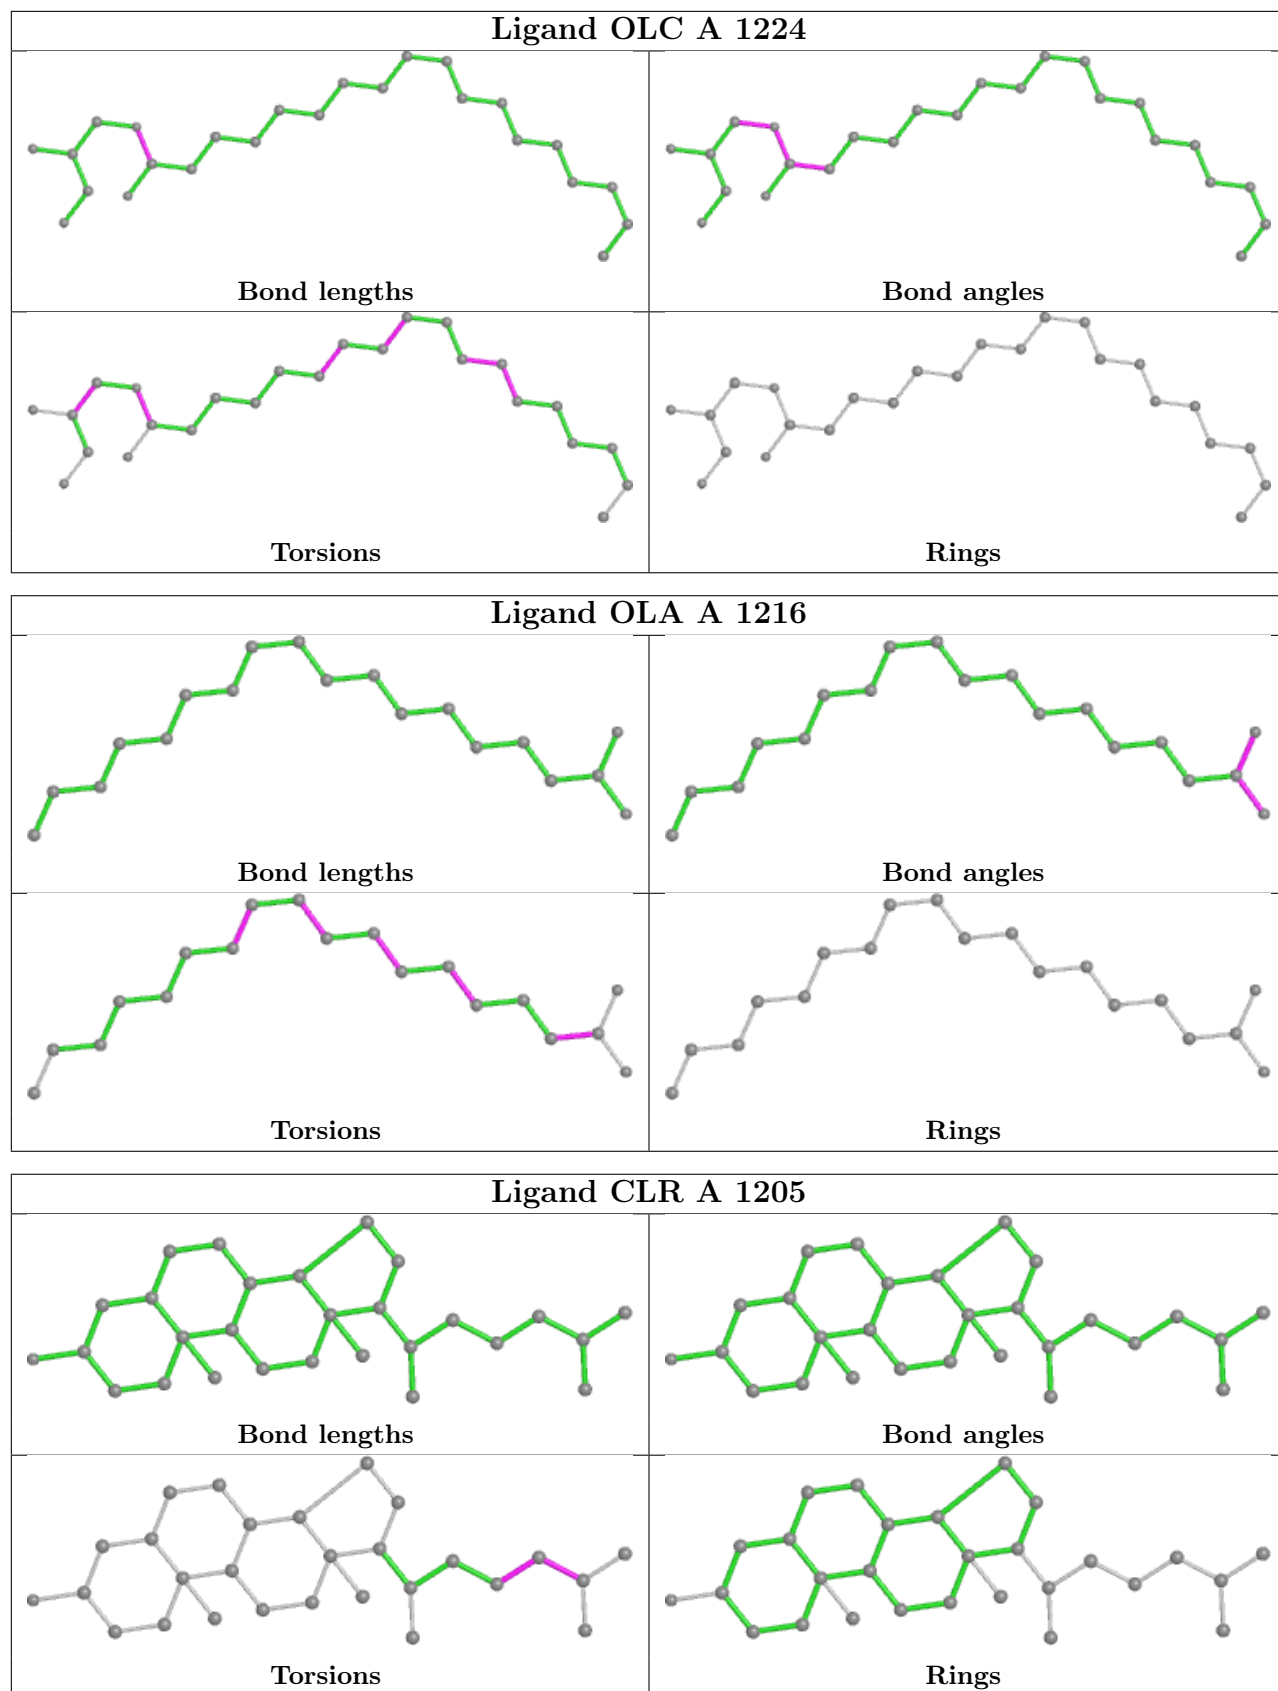 Ligand OLC A 1224
Bond lengths
Bond angles
Torsions
Rings
Ligand OLA A 1216
Bond lengths
Bond angles
Torsions
Rings
Ligand CLR A 1205
Bond lengths
Bond angles
Torsions
Rings